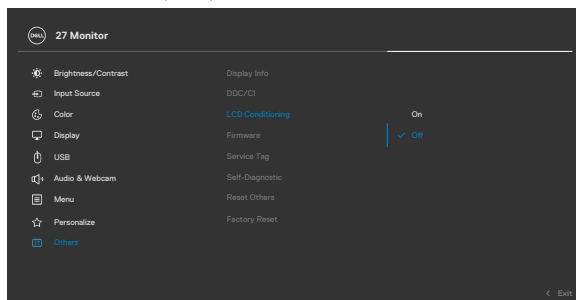 DELL 27 Monitor
Brightness/Contrast
Input Source
Color
Display
USB
Audio & Webcam
Menu
Personalize
Others
Display Info
DDC/CI
LCD Conditioning
Firmware
Service Tag
Self-Diagnostic
Reset Others
Factory Reset
On
Off
< Exit